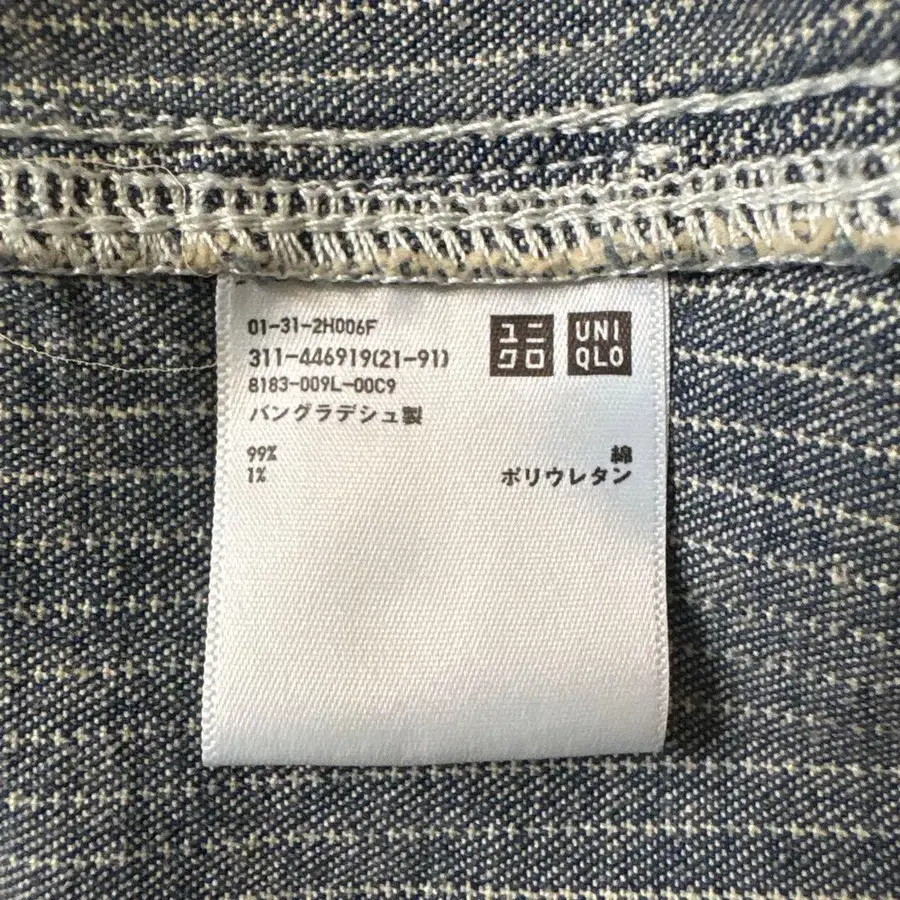 01-31-2H006F
311-446919(21-91)
8183-009L-00C9
バングラデシュ製
ユニ
クロ
UNI
QLO
99% 綿
1% ポリウレタン